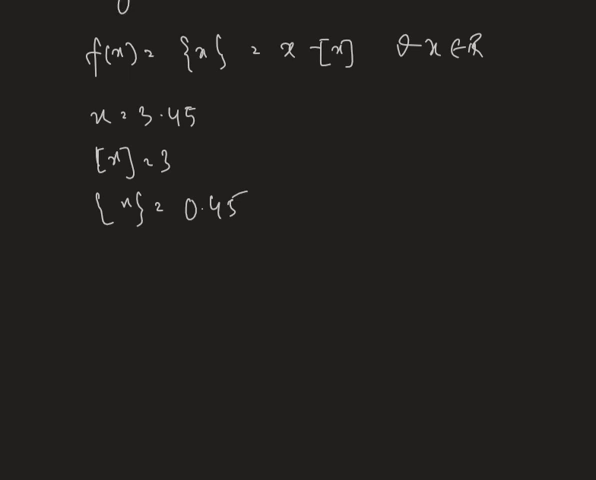 f(x) = {x} = x - [x] ∀ x ∈ R
x = 3.45
[x] = 3
{x} = 0.45